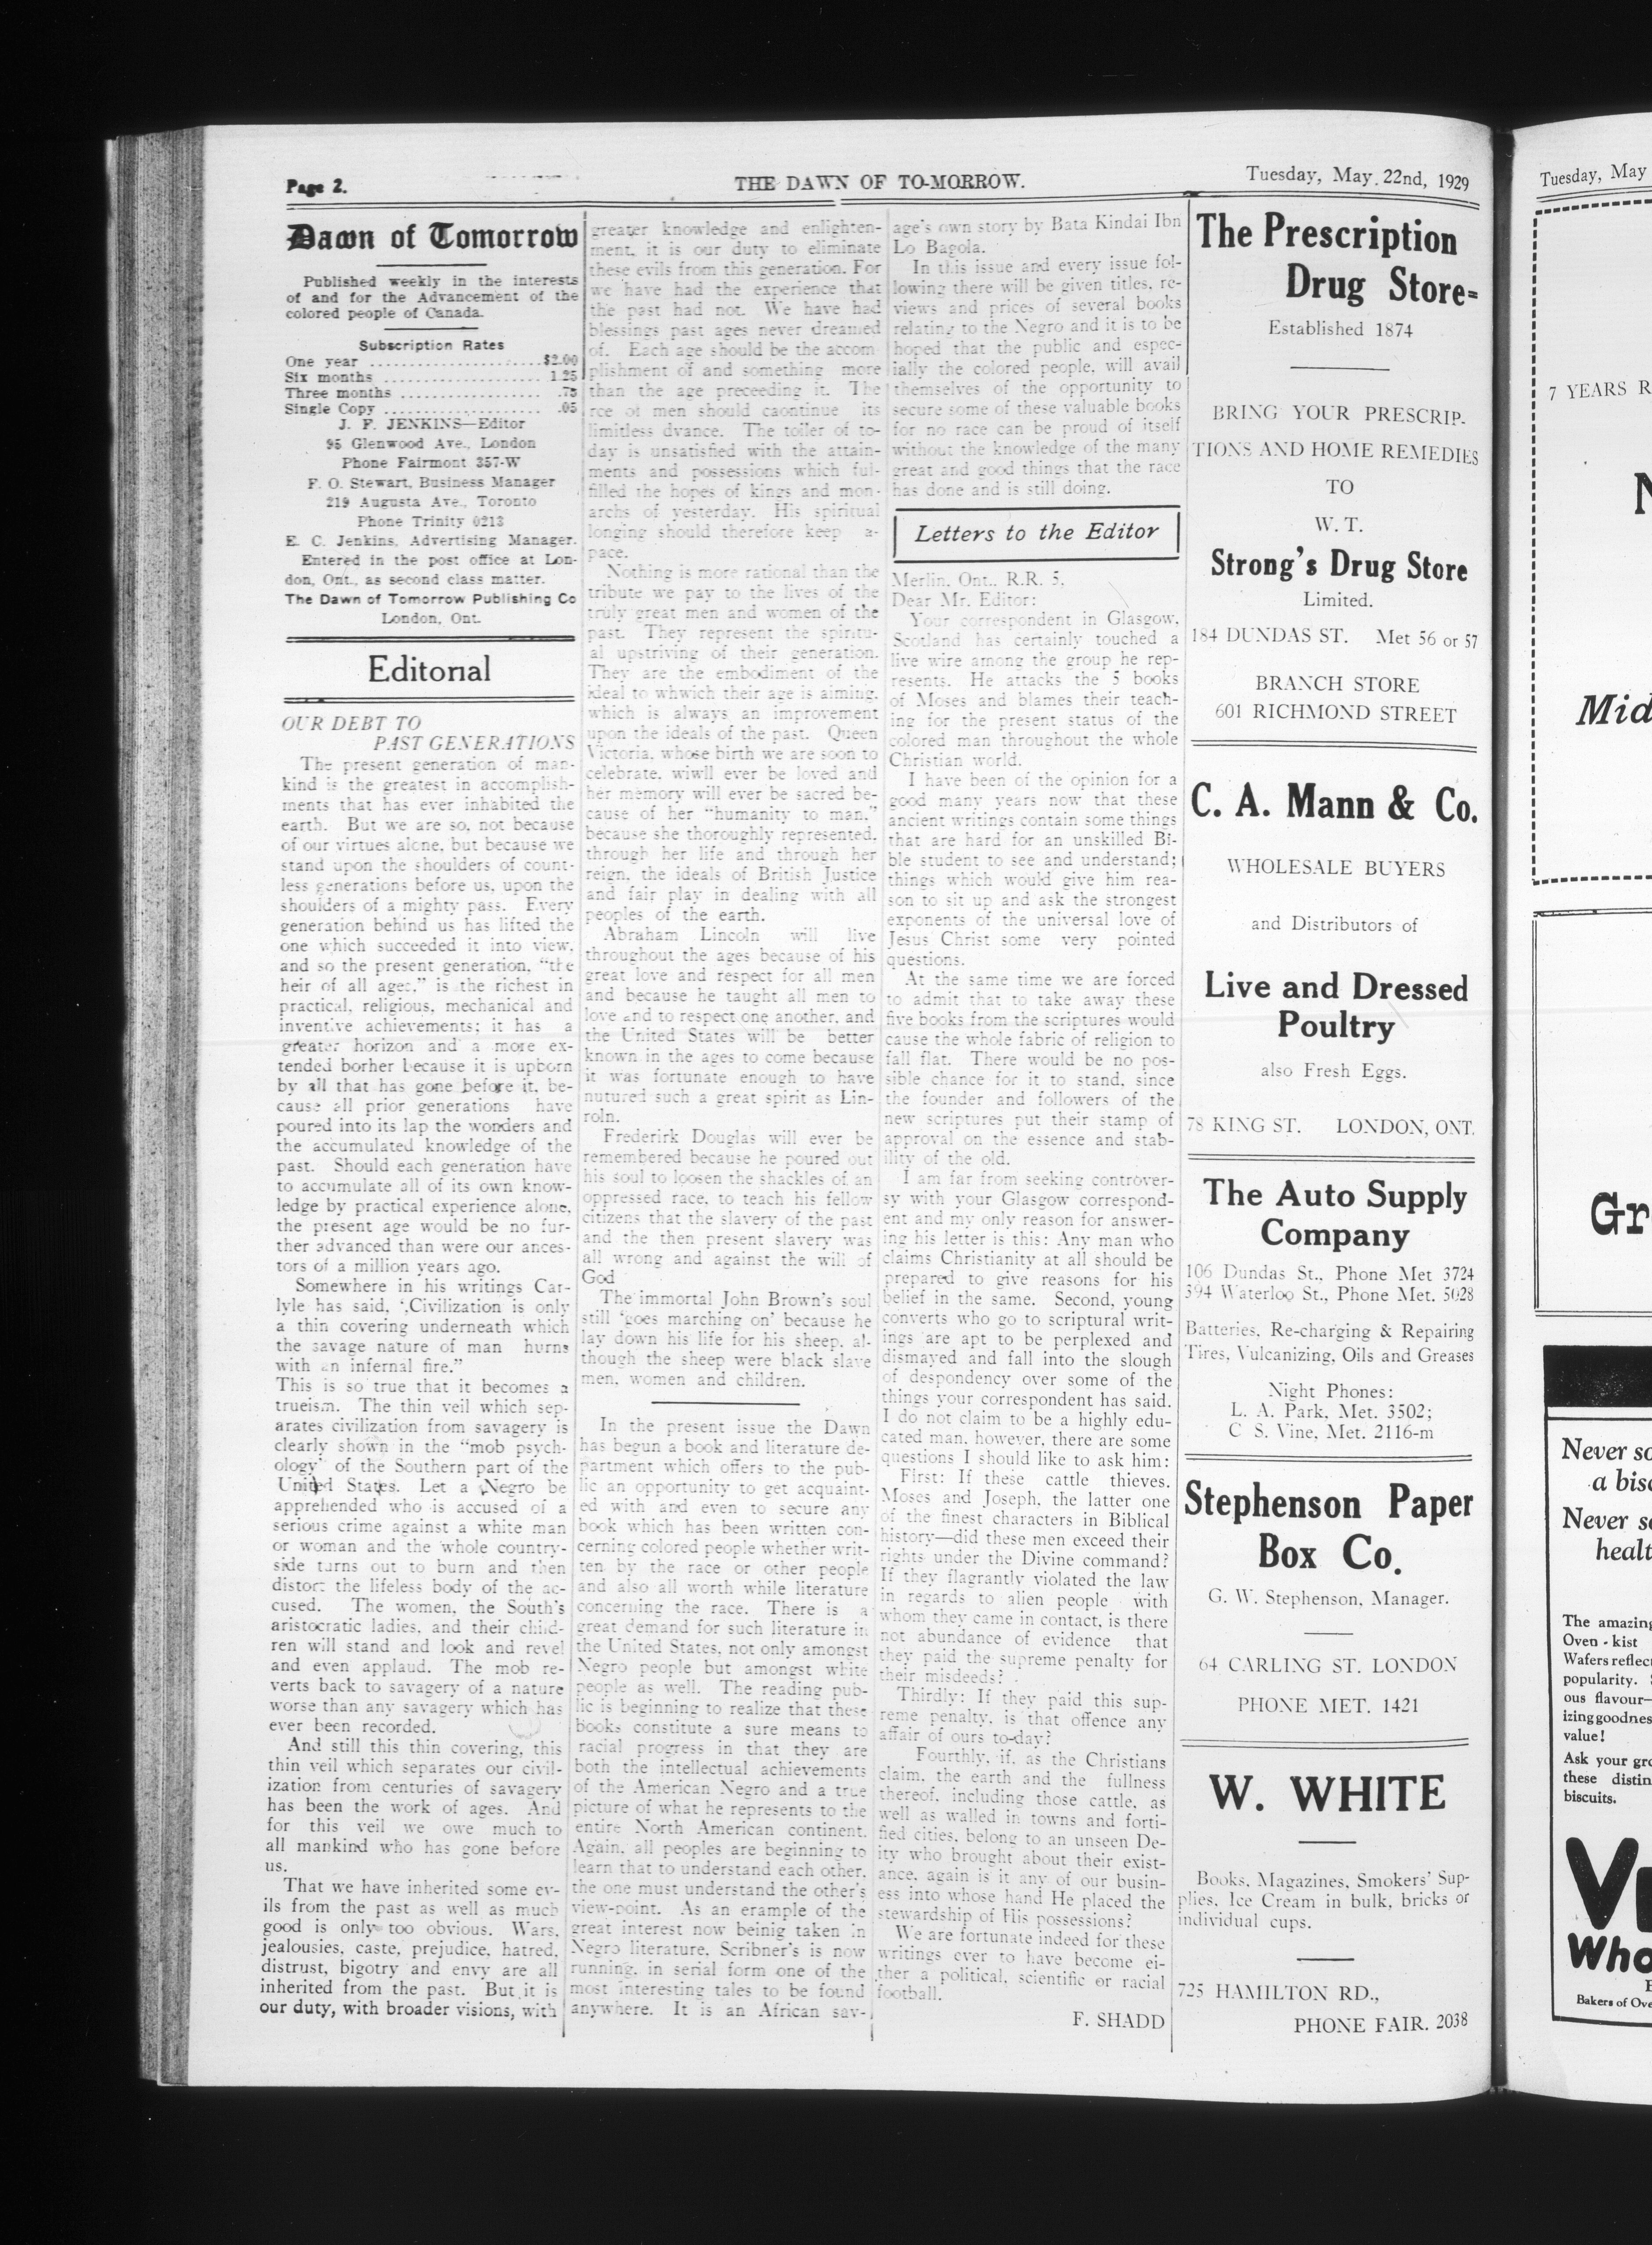 Page 2.
THE DAWN OF TO-MORROW.
Tuesday, May. 22nd, 1929
Dawn of Tomorrow
Published weekly in the interests
of and for the Advancement of the
colored people of Canada.
Subscription Rates
One year ......................$2.00
Six months ...................... 1.25
Three months .................. .75
Single Copy .................... .05
J. F. JENKINS—Editor
95 Glenwood Ave., London
Phone Fairmont 357-W
F. O. Stewart, Business Manager
219 Augusta Ave., Toronto
Phone Trinity 0213
E. C. Jenkins, Advertising Manager.
Entered in the post office at Lon-
don, Ont., as second class matter.
The Dawn of Tomorrow Publishing Co
London, Ont.
Editorial
OUR DEBT TO
PAST GENERATIONS
The present generation of man-
kind is the greatest in accomplish-
ments that has ever inhabited the
earth. But we are so, not because
of our virtues alone, but because we
stand upon the shoulders of count-
less generations before us, upon the
shoulders of a mighty pass. Every
generation behind us has lifted the
one which succeeded it into view,
and so the present generation, "the
heir of all ages," is the richest in
practical, religious, mechanical and
inventive achievements; it has a
greater horizon and a more ex-
tended borher because it is upborn
by all that has gone before it, be-
cause all prior generations have
poured into its lap the wonders and
the accumulated knowledge of the
past. Should each generation have
to accumulate all of its own know-
ledge by practical experience alone,
the present age would be no fur-
ther advanced than were our ances-
tors of a million years ago.
Somewhere in his writings Car-
lyle has said, ‘,Civilization is only
a thin covering underneath which
the savage nature of man hurns
with an infernal fire."
This is so true that it becomes a
trueism. The thin veil which sep-
arates civilization from savagery is
clearly shown in the "mob psych-
ology' of the Southern part of the
United States. Let a Negro be
apprehended who is accused of a
serious crime against a white man
or woman and the whole country-
side turns out to burn and then
distort the lifeless body of the ac-
cused. The women, the South's
aristocratic ladies, and their child-
ren will stand and look and revel
and even applaud. The mob re-
verts back to savagery of a nature
worse than any savagery which has
ever been recorded.
And still this thin covering, this
thin veil which separates our civil-
ization from centuries of savagery
has been the work of ages. And
for this veil we owe much to
all mankind who has gone before
us.
That we have inherited some ev-
ils from the past as well as much
good is only too obvious. Wars,
jealousies, caste, prejudice, hatred,
distrust, bigotry and envy are all
inherited from the past. But it is
our duty, with broader visions, with
greater knowledge and enlighten-
ment, it is our duty to eliminate
these evils from this generation. For
we have had the experience that
the past had not. We have had
blessings past ages never dreamed
of. Each age should be the accom
plishment of and something more
than the age preceeding it. The
rce of men should caontinue its
limitless dvance. The toiler of to-
day is unsatisfied with the attain-
ments and possessions which ful-
filled the hopes of kings and mon-
archs of yesterday. His spiritual
longing should therefore keep a-
pace.
Nothing is more rational than the
tribute we pay to the lives of the
truly great men and women of the
past. They represent the spiritu-
al upstriving of their generation.
They are the embodiment of the
ideal to whwich their age is aiming,
which is always an improvement
upon the ideals of the past. Queen
Victoria, whose birth we are soon to
celebrate, wiwll ever be loved and
her memory will ever be sacred be-
cause of her "humanity to man,"
because she thoroughly represented,
through her life and through her
reign, the ideals of British Justice
and fair play in dealing with all
peoples of the earth.
Abraham Lincoln will live
throughout the ages because of his
great love and respect for all men
and because he taught all men to
love and to respect one another, and
the United States will be better
known in the ages to come because
it was fortunate enough to have
nutured such a great spirit as Lin-
roln.
Frederirk Douglas will ever be
remembered because he poured out
his soul to loosen the shackles of an
oppressed race, to teach his fellow
citizens that the slavery of the past
and the then present slavery was
all wrong and against the will of
God
The immortal John Brown's soul
still 'goes marching on' because he
lay down his life for his sheep, al-
though the sheep were black slave
men, women and children.
In the present issue the Dawn
has begun a book and literature de-
partment which offers to the pub-
lic an opportunity to get acquaint-
ed with and even to secure any
book which has been written con-
cerning colored people whether writ-
ten by the race or other people
and also all worth while literature
concerning the race. There is a
great demand for such literature in
the United States, not only amongst
Negro people but amongst white
people as well. The reading pub-
lic is beginning to realize that these
books constitute a sure means to
racial progress in that they are
both the intellectual achievements
of the American Negro and a true
picture of what he represents to the
entire North American continent.
Again, all peoples are beginning to
learn that to understand each other,
the one must understand the other's
view-point. As an erample of the
great interest now beinig taken in
Negro literature, Scribner's is now
running, in serial form one of the
most interesting tales to be found
anywhere. It is an African sav-
age's own story by Bata Kindai Ibn
Lo Bagola.
In this issue and every issue fol-
lowing there will be given titles, re-
views and prices of several books
relating to the Negro and it is to be
hoped that the public and espec-
ially the colored people, will avail
themselves of the opportunity to
secure some of these valuable books
for no race can be proud of itself
without the knowledge of the many
great and good things that the race
has done and is still doing.
Letters to the Editor
Merlin, Ont., R.R. 5,
Dear Mr. Editor:
Your correspondent in Glasgow,
Scotland has certainly touched a
live wire among the group he rep-
resents. He attacks the 5 books
of Moses and blames their teach-
ing for the present status of the
colored man throughout the whole
Christian world.
I have been of the opinion for a
good many years now that these
ancient writings contain some things
that are hard for an unskilled Bi-
ble student to see and understand;
things which would give him rea-
son to sit up and ask the strongest
exponents of the universal love of
Jesus Christ some very pointed
questions.
At the same time we are forced
to admit that to take away these
five books from the scriptures would
cause the whole fabric of religion to
fall flat. There would be no pos-
sible chance for it to stand, since
the founder and followers of the
new scriptures put their stamp of
approval on the essence and stab-
ility of the old.
I am far from seeking controver-
sy with your Glasgow correspond-
ent and my only reason for answer-
ing his letter is this: Any man who
claims Christianity at all should be
prepared to give reasons for his
belief in the same. Second, young
converts who go to scriptural writ-
ings are apt to be perplexed and
dismayed and fall into the slough
of despondency over some of the
things your correspondent has said.
I do not claim to be a highly edu-
cated man, however, there are some
questions I should like to ask him:
First: If these cattle thieves,
Moses and Joseph, the latter one
of the finest characters in Biblical
history—did these men exceed their
rights under the Divine command?
If they flagrantly violated the law
in regards to alien people with
whom they came in contact, is there
not abundance of evidence that
they paid the supreme penalty for
their misdeeds?
Thirdly: If they paid this sup-
reme penalty, is that offence any
affair of ours to-day?
Fourthly, if, as the Christians
claim, the earth and the fullness
thereof, including those cattle, as
well as walled in towns and forti-
fied cities, belong to an unseen De-
ity who brought about their exist-
ance, again is it any of our busin-
ess into whose hand He placed the
stewardship of His possessions?
We are fortunate indeed for these
writings ever to have become ei-
ther a political, scientific or racial
football.
F. SHADD
The Prescription
Drug Store=
Established 1874
BRING YOUR PRESCRIP-
TIONS AND HOME REMEDIES
TO
W. T.
Strong's Drug Store
Limited.
184 DUNDAS ST. Met 56 or 57
BRANCH STORE
601 RICHMOND STREET
C. A. Mann & Co.
WHOLESALE BUYERS
and Distributors of
Live and Dressed
Poultry
also Fresh Eggs.
78 KING ST. LONDON, ONT.
The Auto Supply
Company
106 Dundas St., Phone Met 3724
394 Waterloo St., Phone Met. 5028
Batteries, Re-charging & Repairing
Tires, Vulcanizing, Oils and Greases
Night Phones:
L. A. Park, Met. 3502;
C S. Vine, Met. 2116-m
Stephenson Paper
Box Co.
G. W. Stephenson, Manager.
64 CARLING ST. LONDON
PHONE MET. 1421
W. WHITE
Books, Magazines, Smokers' Sup-
plies, Ice Cream in bulk, bricks or
individual cups.
725 HAMILTON RD.,
PHONE FAIR. 2038
Tuesday, May
7 YEARS R
N
Mid
Gr
Never so
a bisc
Never so
healt
The amazing
Oven-kist
Wafers reflect
popularity.
ous flavour—
izing goodnes
value!
Ask your gro
these distin
biscuits.
Vi
Who
Bakers of Ove